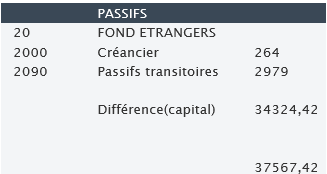 PASSIFS
20 FOND ETRANGERS
2000 Créancier 264
2090 Passifs transitoires 2979
Différence(capital) 34324,42
37567,42